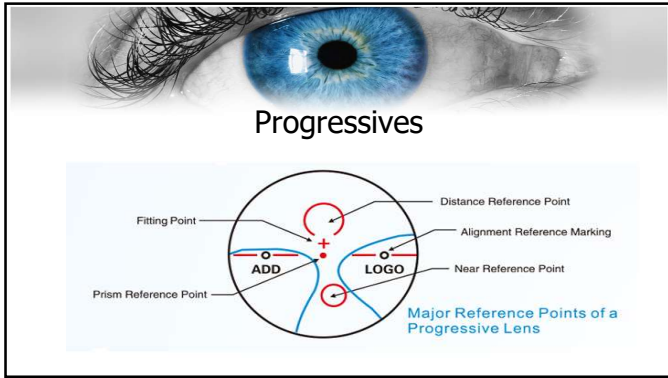 Progressives
Distance Reference Point
Fitting Point
Alignment Reference Marking
ADD
LOGO
Near Reference Point
Prism Reference Point
Major Reference Points of a
Progressive Lens